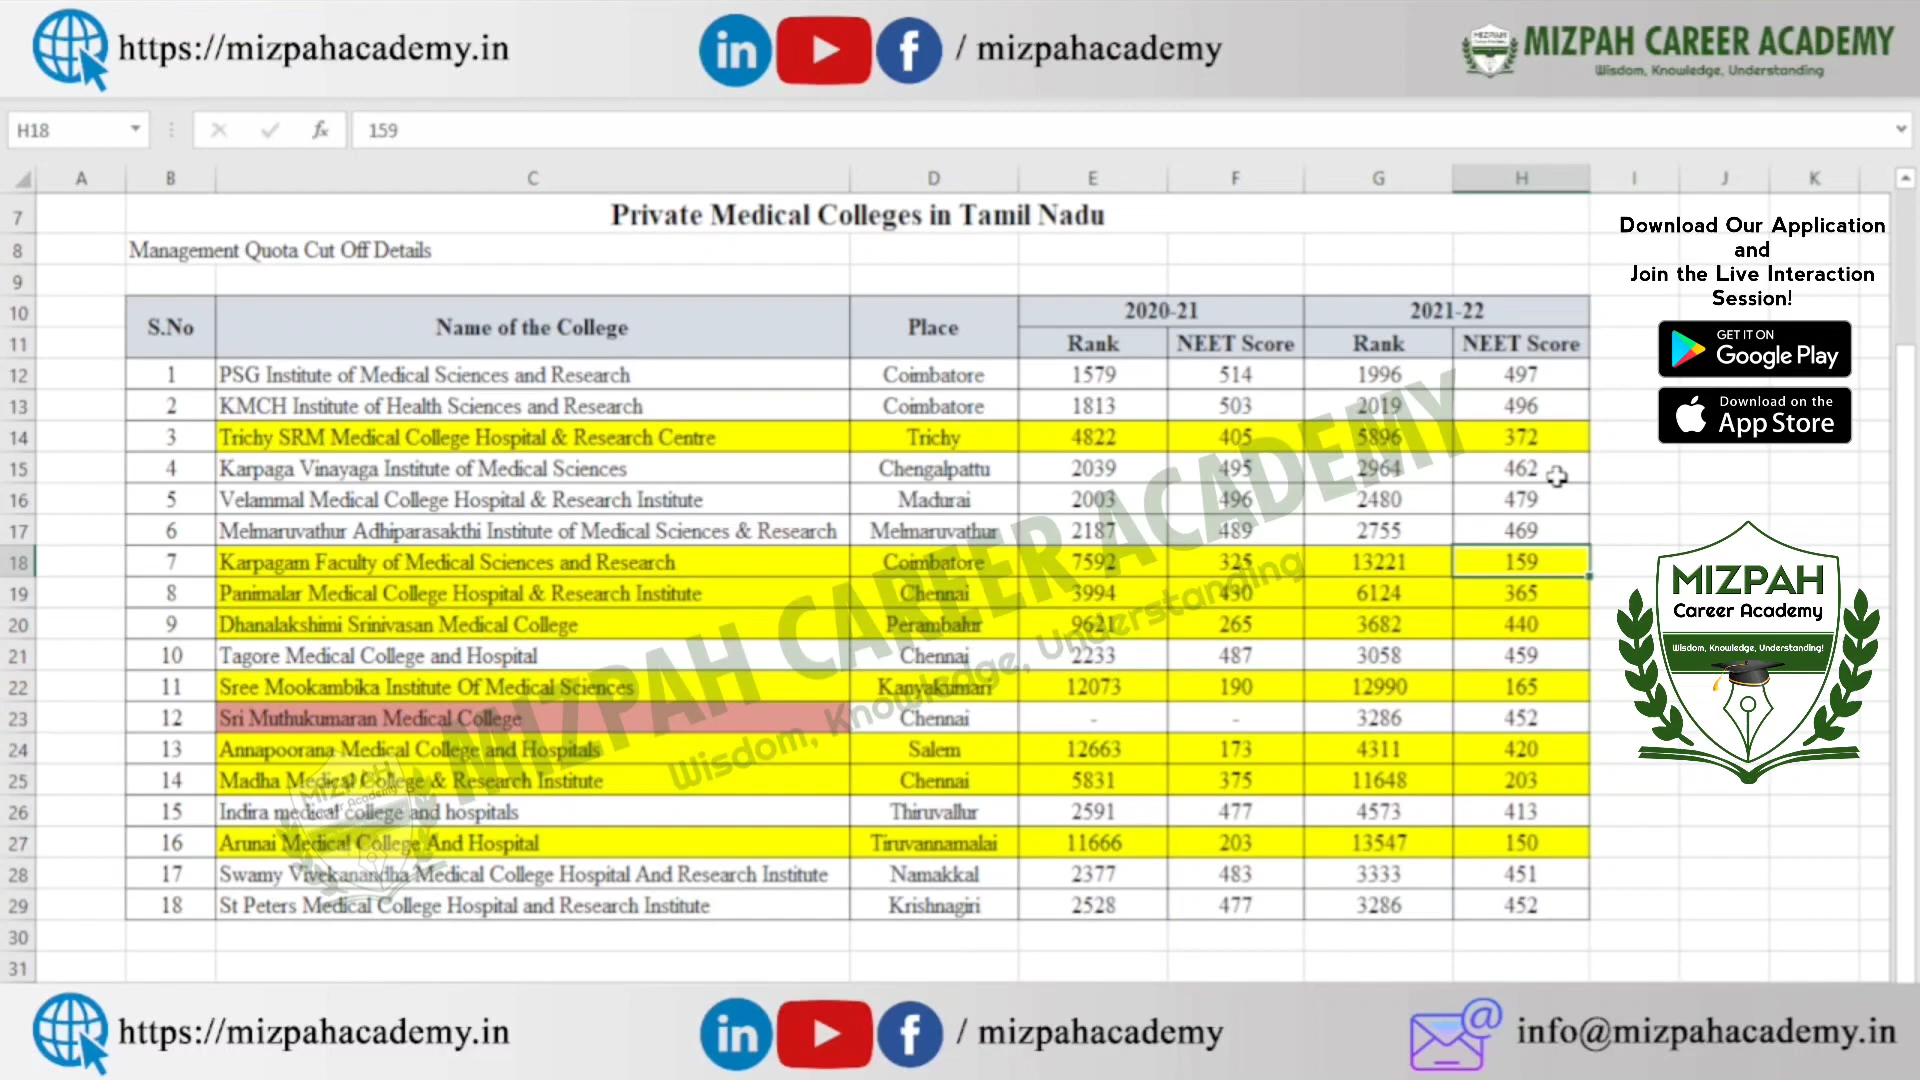 https://mizpahacademy.in
in f / mizpahacademy
MIZPAH
MIZPAH CAREER ACADEMY
Wisdom, Knowledge, Understanding
H18 fx 159
A B C D E F G H I J K
7 Private Medical Colleges in Tamil Nadu
8 Management Quota Cut Off Details
9
10 S.No Name of the College Place 2020-21 2021-22
11 Rank NEET Score Rank NEET Score
12 1 PSG Institute of Medical Sciences and Research Coimbatore 1579 514 1996 497
13 2 KMCH Institute of Health Sciences and Research Coimbatore 1813 503 2019 496
14 3 Trichy SRM Medical College Hospital & Research Centre Trichy 4822 405 5896 372
15 4 Karpaga Vinayaga Institute of Medical Sciences Chengalpattu 2039 495 2964 462
16 5 Velammal Medical College Hospital & Research Institute Madurai 2003 496 2480 479
17 6 Melmaruvathur Adhiparasakthi Institute of Medical Sciences & Research Melmaruvathur 2187 489 2755 469
18 7 Karpagam Faculty of Medical Sciences and Research Coimbatore 7592 325 13221 159
19 8 Panimalar Medical College Hospital & Research Institute Chennai 3994 430 6124 365
20 9 Dhanalakshimi Srinivasan Medical College Perambalur 9621 265 3682 440
21 10 Tagore Medical College and Hospital Chennai 2233 487 3058 459
22 11 Sree Mookambika Institute Of Medical Sciences Kanyakumari 12073 190 12990 165
23 12 Sri Muthukumaran Medical College Chennai - - 3286 452
24 13 Annapoorana Medical College and Hospitals Salem 12663 173 4311 420
25 14 Madha Medical College & Research Institute Chennai 5831 375 11648 203
26 15 Indira medical college and hospitals Thiruvallur 2591 477 4573 413
27 16 Arunai Medical College And Hospital Tiruvannamalai 11666 203 13547 150
28 17 Swamy Vivekanandha Medical College Hospital And Research Institute Namakkal 2377 483 3333 451
29 18 St Peters Medical College Hospital and Research Institute Krishnagiri 2528 477 3286 452
30
31
MIZPAH CAREER ACADEMY
Wisdom, Knowledge, Understanding
MIZPAH
Career Academy
Download Our Application
and
Join the Live Interaction
Session!
GET IT ON
Google Play
Download on the
App Store
MIZPAH
Career Academy
Wisdom, Knowledge, Understanding!
https://mizpahacademy.in
in f / mizpahacademy
@
info@mizpahacademy.in